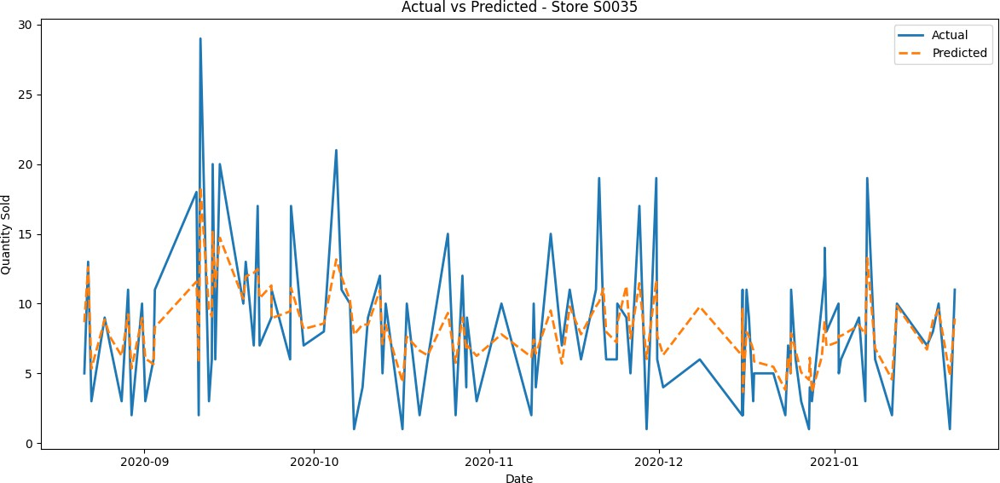 Actual vs Predicted - Store S0035
Actual
Predicted
Quantity Sold
30
25
20
15
10
5
0
2020-09
2020-10
2020-11
2020-12
2021-01
Date